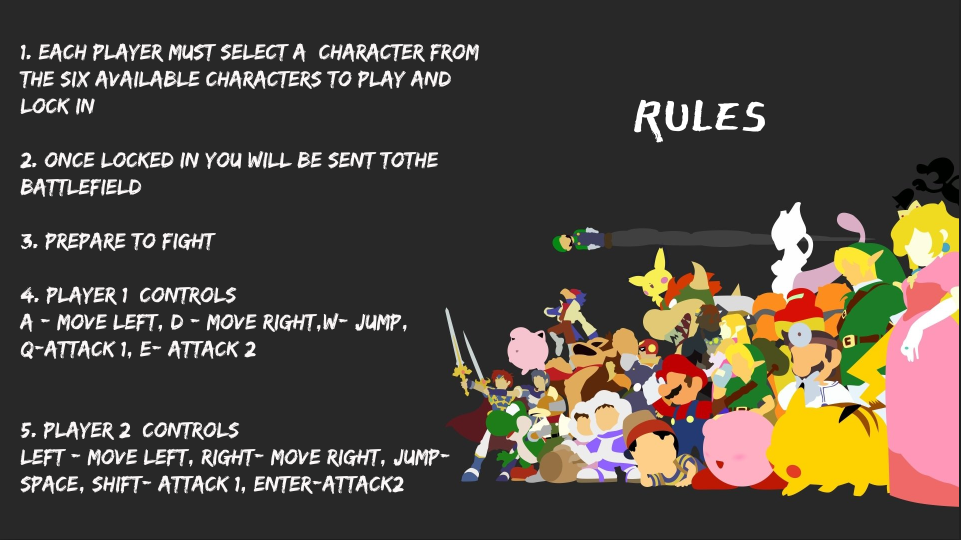 1. EACH PLAYER MUST SELECT A  CHARACTER FROM
THE SIX AVAILABLE CHARACTERS TO PLAY AND
LOCK IN
2. ONCE LOCKED IN YOU WILL BE SENT TOTHE
BATTLEFIELD
3. PREPARE TO FIGHT
4. PLAYER 1  CONTROLS
A - MOVE LEFT, D - MOVE RIGHT,W- JUMP,
Q-ATTACK 1, E- ATTACK 2
5. PLAYER 2  CONTROLS
LEFT - MOVE LEFT, RIGHT- MOVE RIGHT, JUMP-
SPACE, SHIFT- ATTACK 1, ENTER-ATTACK2
RULES